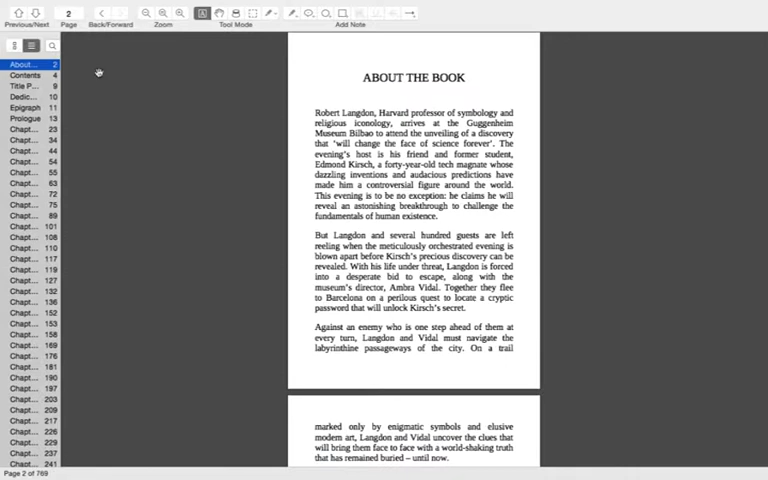 2
Previous/Next Page Back/Forward Zoom Tool Mode Add Note
About... 2
Contents 4
Title P... 9
Dedic... 10
Epigraph 11
Prologue 13
Chapt... 23
Chapt... 34
Chapt... 44
Chapt... 54
Chapt... 55
Chapt... 63
Chapt... 72
Chapt... 75
Chapt... 89
Chapt... 101
Chapt... 108
Chapt... 110
Chapt... 117
Chapt... 119
Chapt... 127
Chapt... 132
Chapt... 136
Chapt... 152
Chapt... 153
Chapt... 158
Chapt... 169
Chapt... 176
Chapt... 181
Chapt... 190
Chapt... 197
Chapt... 203
Chapt... 209
Chapt... 217
Chapt... 226
Chapt... 229
Chapt... 237
Chapt... 241
Page 2 of 769
ABOUT THE BOOK
Robert Langdon, Harvard professor of symbology and
religious iconology, arrives at the Guggenheim
Museum Bilbao to attend the unveiling of a discovery
that ‘will change the face of science forever’. The
evening’s host is his friend and former student,
Edmond Kirsch, a forty-year-old tech magnate whose
dazzling inventions and audacious predictions have
made him a controversial figure around the world.
This evening is to be no exception: he claims he will
reveal an astonishing breakthrough to challenge the
fundamentals of human existence.
But Langdon and several hundred guests are left
reeling when the meticulously orchestrated evening is
blown apart before Kirsch’s precious discovery can be
revealed. With his life under threat, Langdon is forced
into a desperate bid to escape, along with the
museum’s director, Ambra Vidal. Together they flee
to Barcelona on a perilous quest to locate a cryptic
password that will unlock Kirsch’s secret.
Against an enemy who is one step ahead of them at
every turn, Langdon and Vidal must navigate the
labyrinthine passageways of the city. On a trail
marked only by enigmatic symbols and elusive
modern art, Langdon and Vidal uncover the clues that
will bring them face to face with a world-shaking truth
that has remained buried – until now.